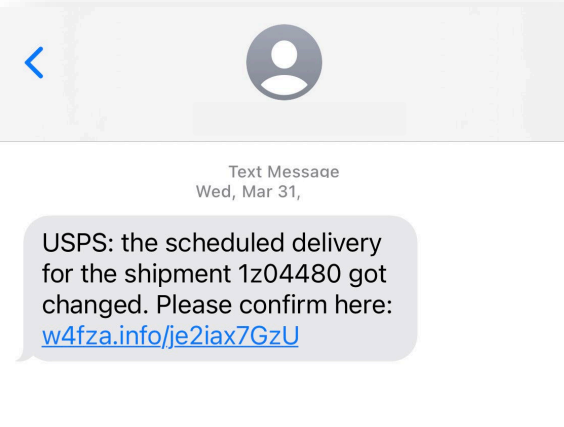 Text Message
Wed, Mar 31,
USPS: the scheduled delivery
for the shipment 1z04480 got
changed. Please confirm here:
w4fza.info/je2iax7GzU